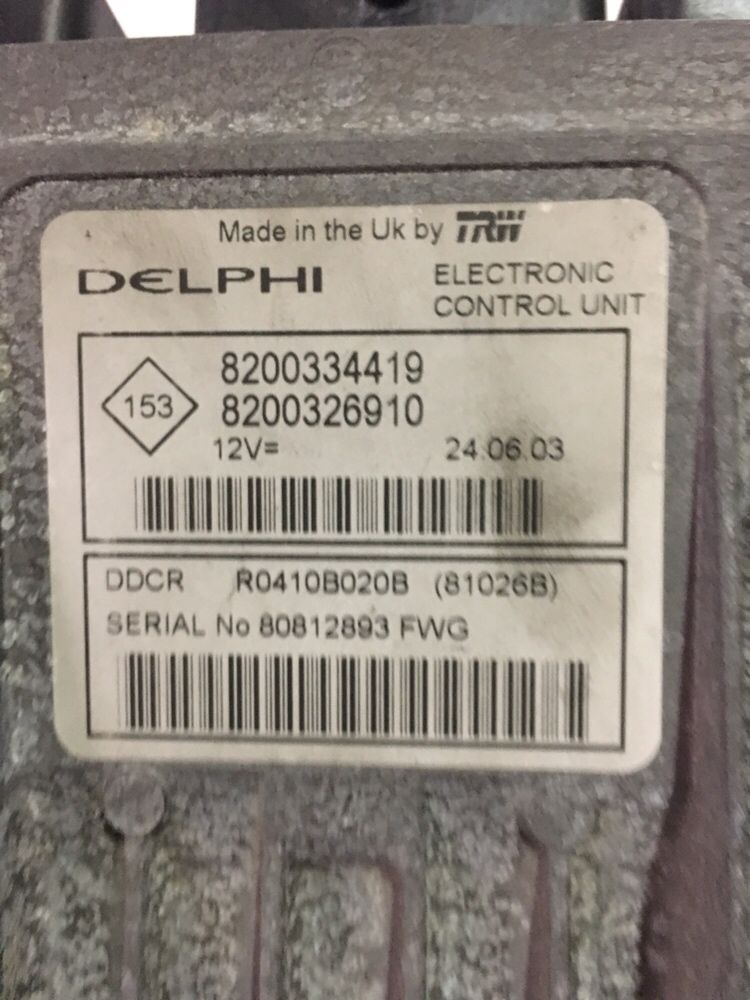 Made in the Uk by TRW
DELPHI
ELECTRONIC
CONTROL UNIT
153
8200334419
8200326910
12V=
24.06.03
DDCR R0410B020B (81026B)
SERIAL No 80812893 FWG